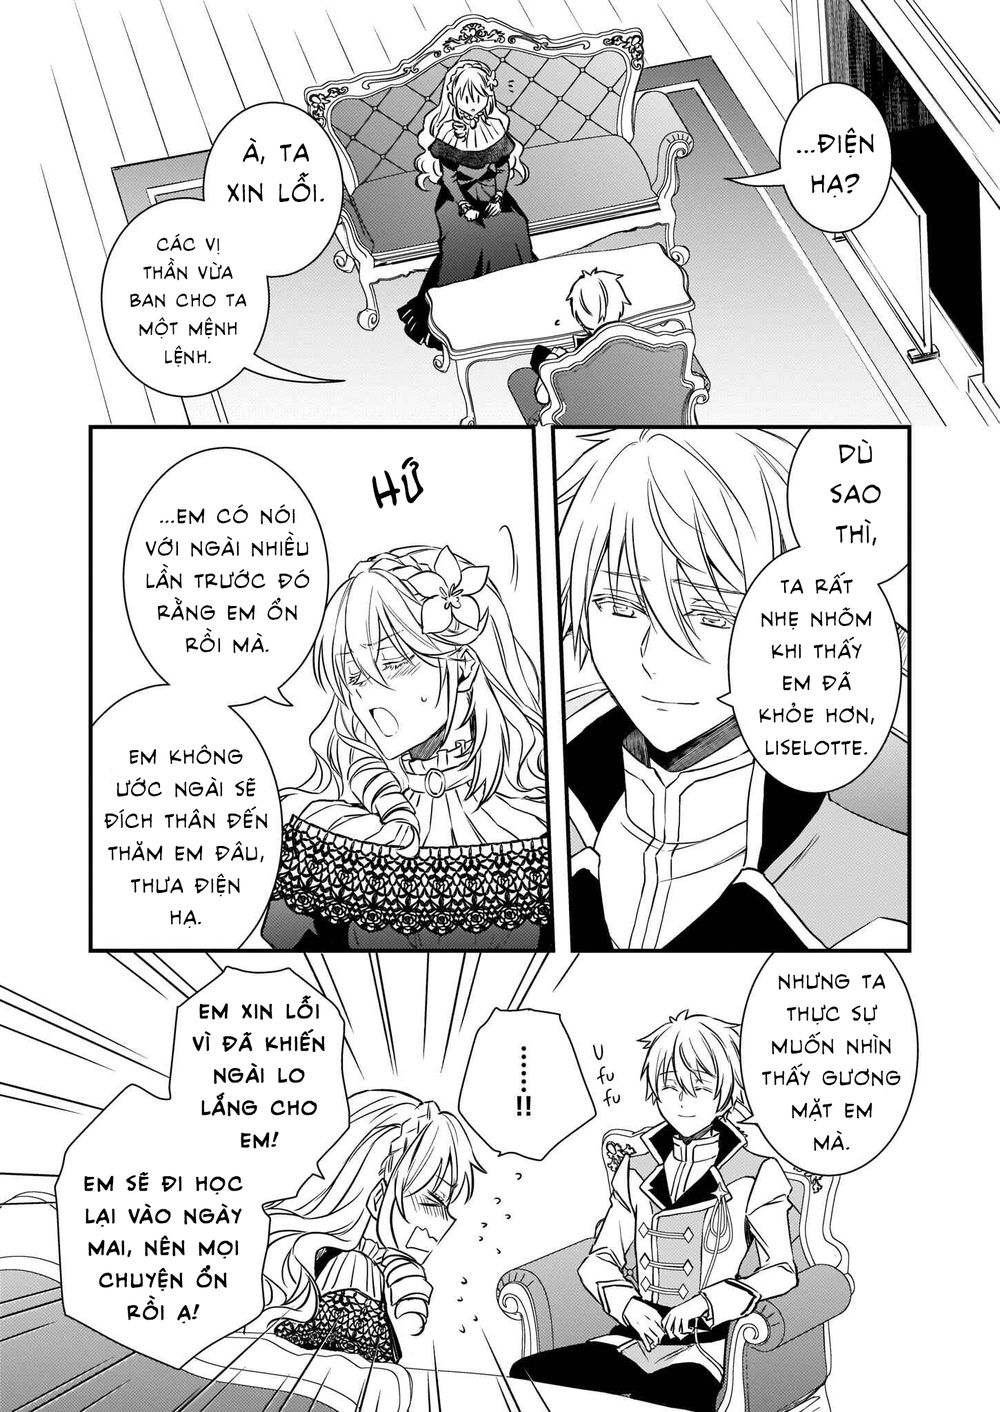 ...ĐIỆN
HẠ?
À, TA
XIN LỖI.
CÁC VỊ
THẦN VỪA
BAN CHO TA
MỘT MỆNH
LỆNH.
DÙ
SAO
THÌ,
TA RẤT
NHẸ NHÕM
KHI THẤY
EM ĐÃ
KHỎE HƠN,
LISELOTTE.
HỨ
...EM CÓ NÓI
VỚI NGÀI NHIỀU
LẦN TRƯỚC ĐÓ
RẰNG EM ỔN
RỒI MÀ.
EM KHÔNG
ƯỚC NGÀI SẼ
ĐÍCH THÂN ĐẾN
THĂM EM ĐÂU,
THƯA ĐIỆN
HẠ.
NHƯNG TA
THỰC SỰ
MUỐN NHÌN
THẤY GƯƠNG
MẶT EM
MÀ.
U
fu
fu
......!!
EM XIN LỖI
VÌ ĐÃ KHIẾN
NGÀI LO
LẮNG CHO
EM!
EM SẼ ĐI HỌC
LẠI VÀO NGÀY
MAI, NÊN MỌI
CHUYỆN ỔN
RỒI Ạ!